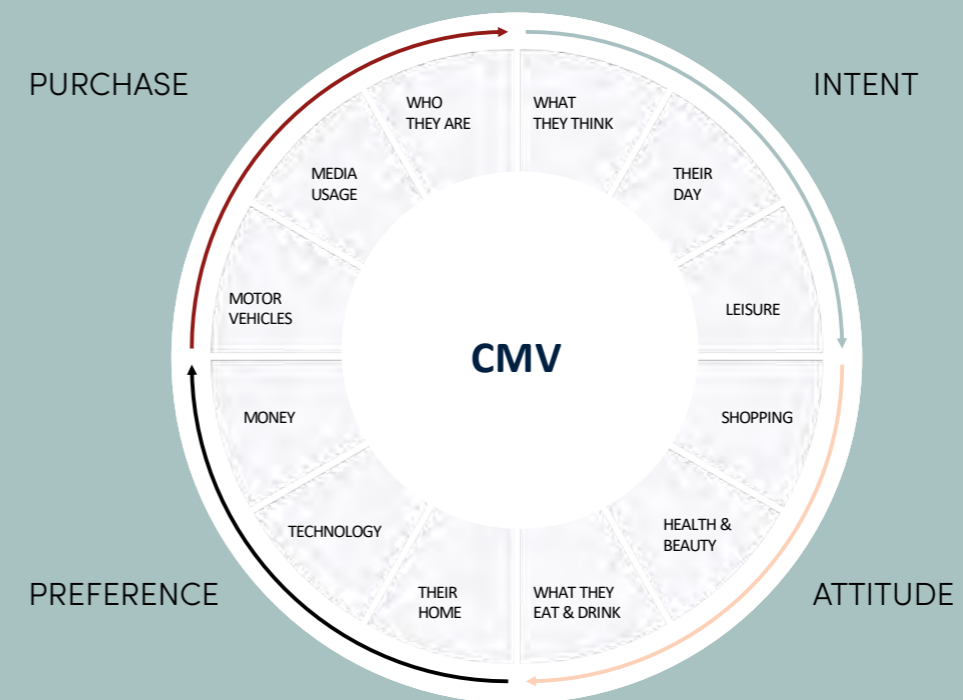 PURCHASE
INTENT
WHO
THEY ARE
WHAT
THEY THINK
MEDIA
USAGE
THEIR
DAY
MOTOR
VEHICLES
LEISURE
CMV
MONEY
SHOPPING
TECHNOLOGY
HEALTH &
BEAUTY
THEIR
HOME
WHAT THEY
EAT & DRINK
PREFERENCE
ATTITUDE